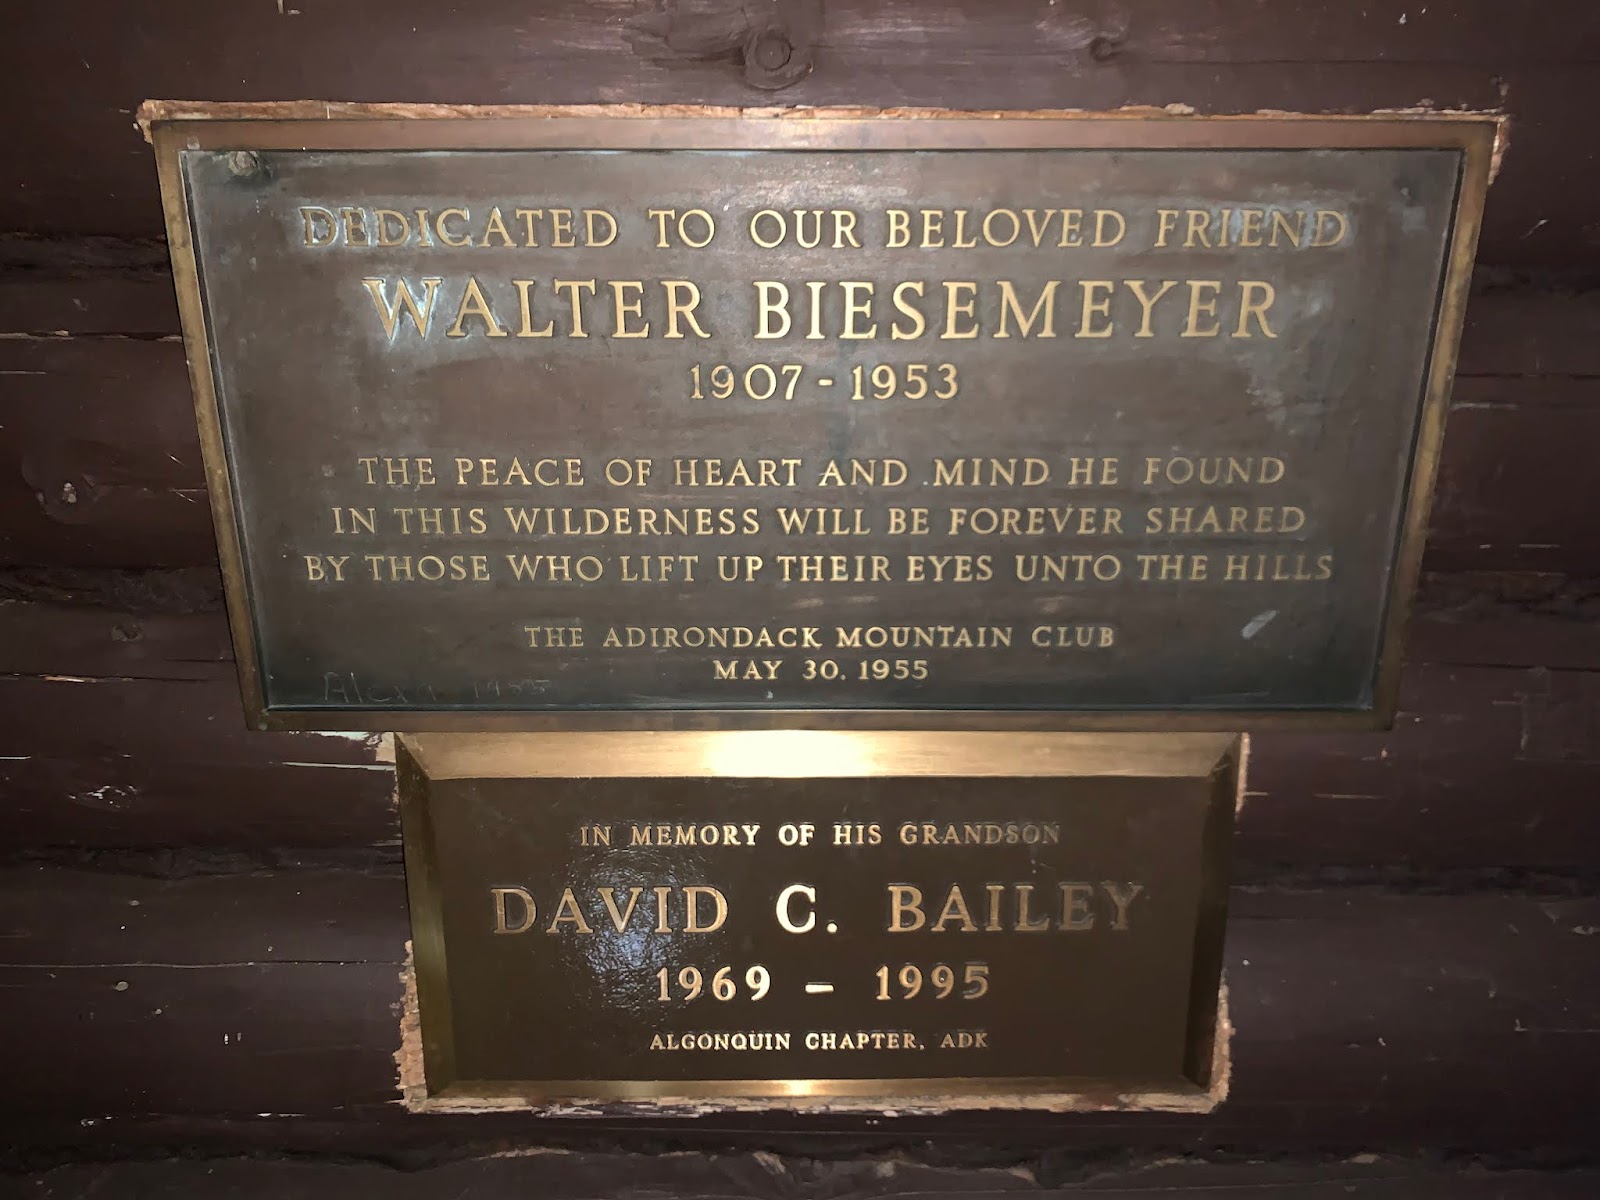 DEDICATED TO OUR BELOVED FRIEND
WALTER BIESEMEYER
1907 - 1953
THE PEACE OF HEART AND MIND HE FOUND
IN THIS WILDERNESS WILL BE FOREVER SHARED
BY THOSE WHO LIFT UP THEIR EYES UNTO THE HILLS
THE ADIRONDACK MOUNTAIN CLUB
MAY 30, 1955
IN MEMORY OF HIS GRANDSON
DAVID C. BAILEY
1969 - 1995
ALGONQUIN CHAPTER, ADK